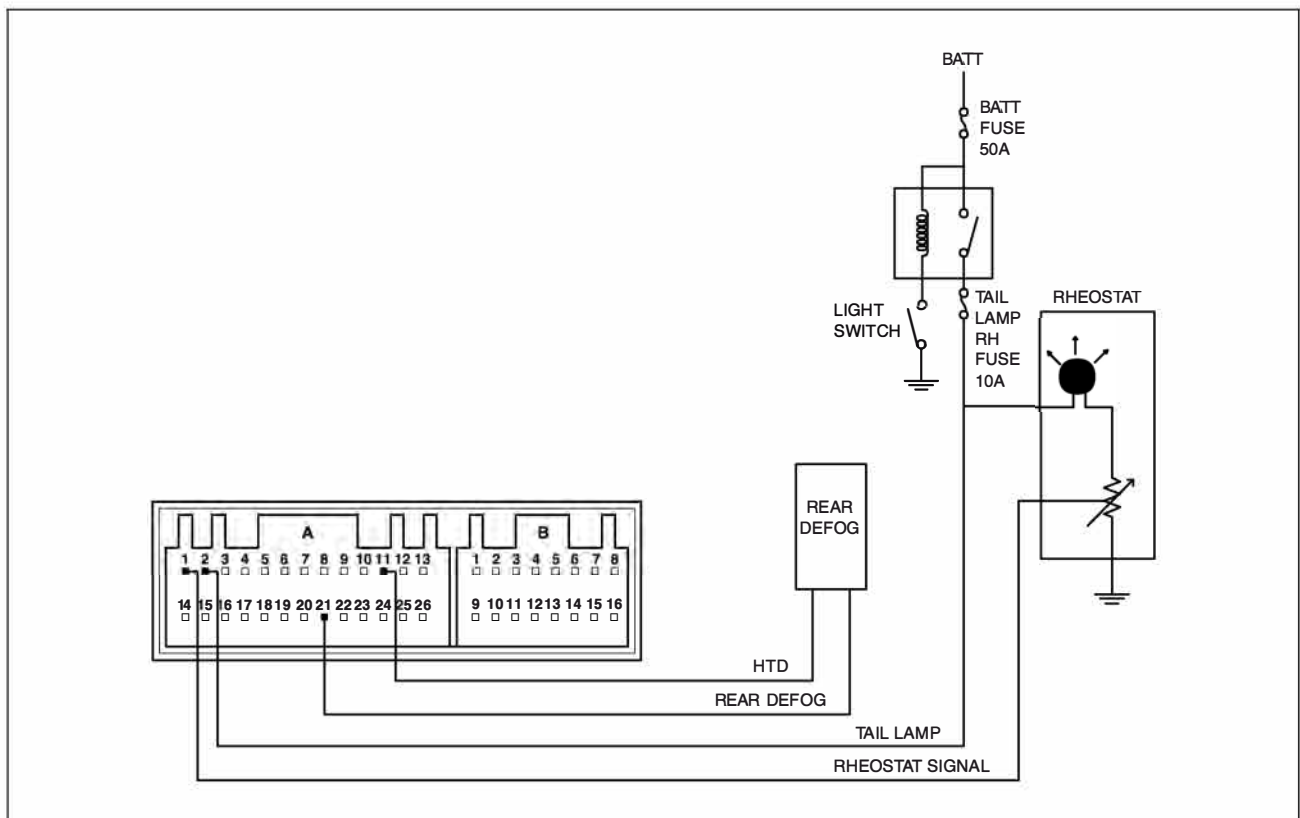 BATT
BATT
FUSE
50A
LIGHT
SWITCH
TAIL
LAMP
RH
FUSE
10A
RHEOSTAT
REAR
DEFOG
A
B
1 2 3 4 5 6 7 8 9 10 11 12 13
1 2 3 4 5 6 7 8
14 15 16 17 18 19 20 21 22 23 24 25 26
9 10 11 12 13 14 15 16
HTD
REAR DEFOG
TAIL LAMP
RHEOSTAT SIGNAL